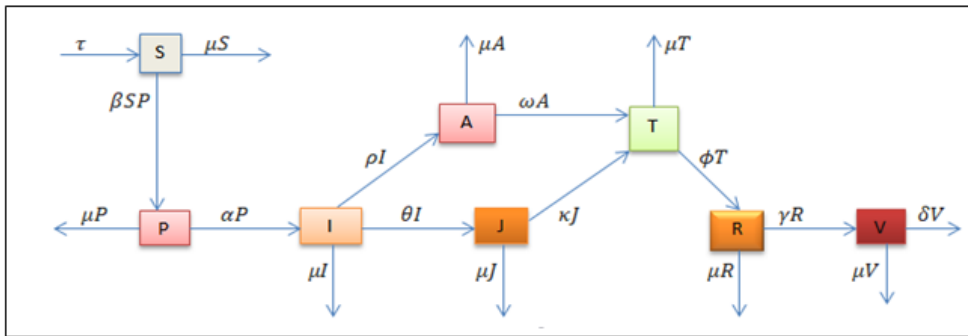 τ S μS μA μT
βSP
A ωA T
ρI φT
μP P αP I θI J κJ R γR V δV
μI μJ μR μV